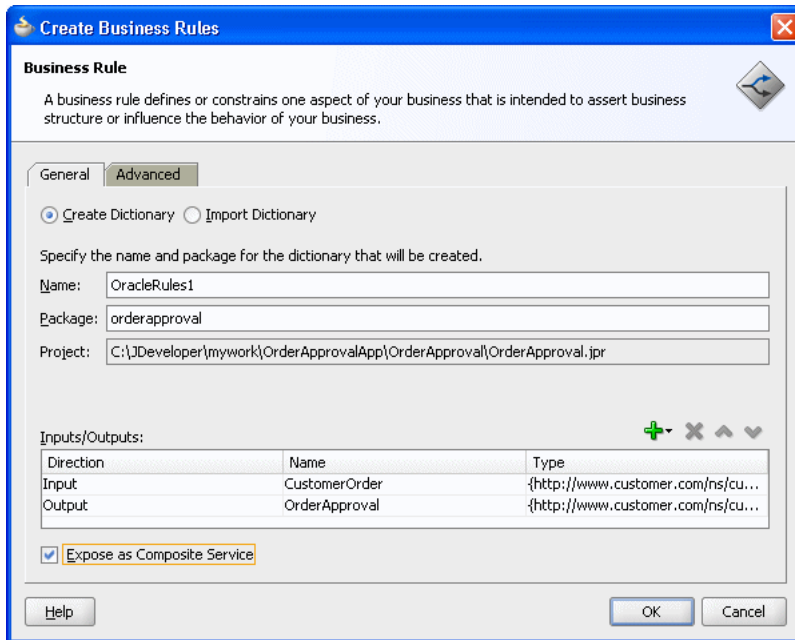 Create Business Rules
Business Rule
A business rule defines or constrains one aspect of your business that is intended to assert business
structure or influence the behavior of your business.
General Advanced
Create Dictionary Import Dictionary
Specify the name and package for the dictionary that will be created.
Name: OracleRules1
Package: orderapproval
Project: C:\JDeveloper\mywork\OrderApprovalApp\OrderApproval\OrderApproval.jpr
Inputs/Outputs:
Direction Name Type
Input CustomerOrder {http://www.customer.com/ns/cu...
Output OrderApproval {http://www.customer.com/ns/cu...
Expose as Composite Service
Help OK Cancel